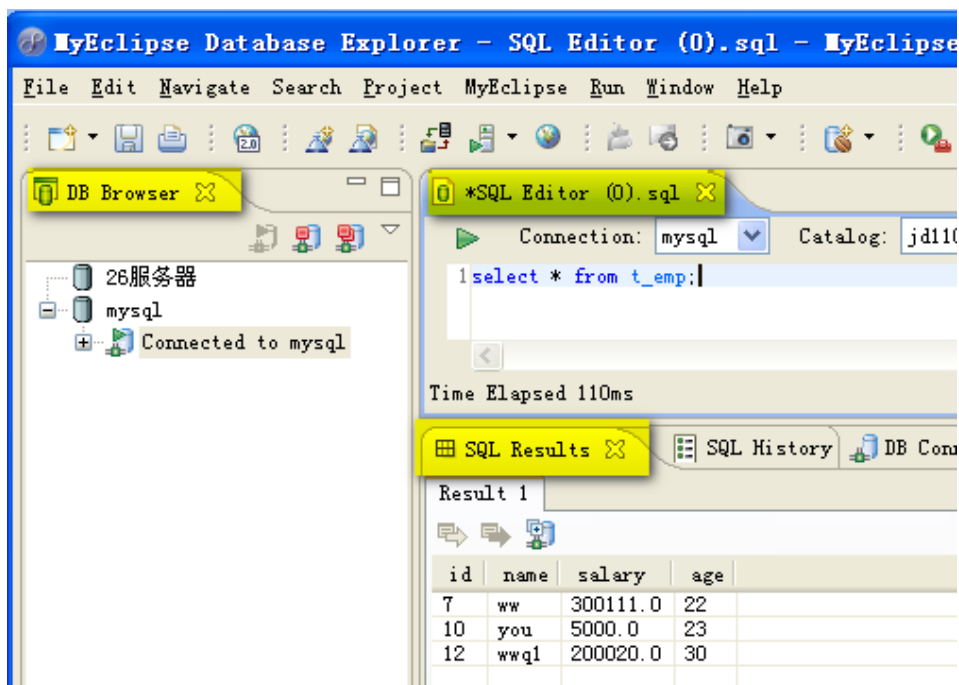 MyEclipse Database Explorer - SQL Editor (0).sql - MyEclipse
File Edit Navigate Search Project MyEclipse Run Window Help
2.0
DB Browser
26服务器
mysql
Connected to mysql
*SQL Editor (0).sql
Connection: mysql Catalog: jd110
1 select * from t_emp;
Time Elapsed 110ms
SQL Results SQL History DB Conn
Result 1
id name salary age
7 ww 300111.0 22
10 you 5000.0 23
12 wwq1 200020.0 30